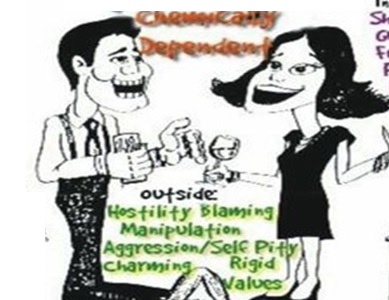 Chemically
Dependent
outside:
Hostility Blaming
Manipulation
Aggression/Self Pity
Charming Rigid
Values